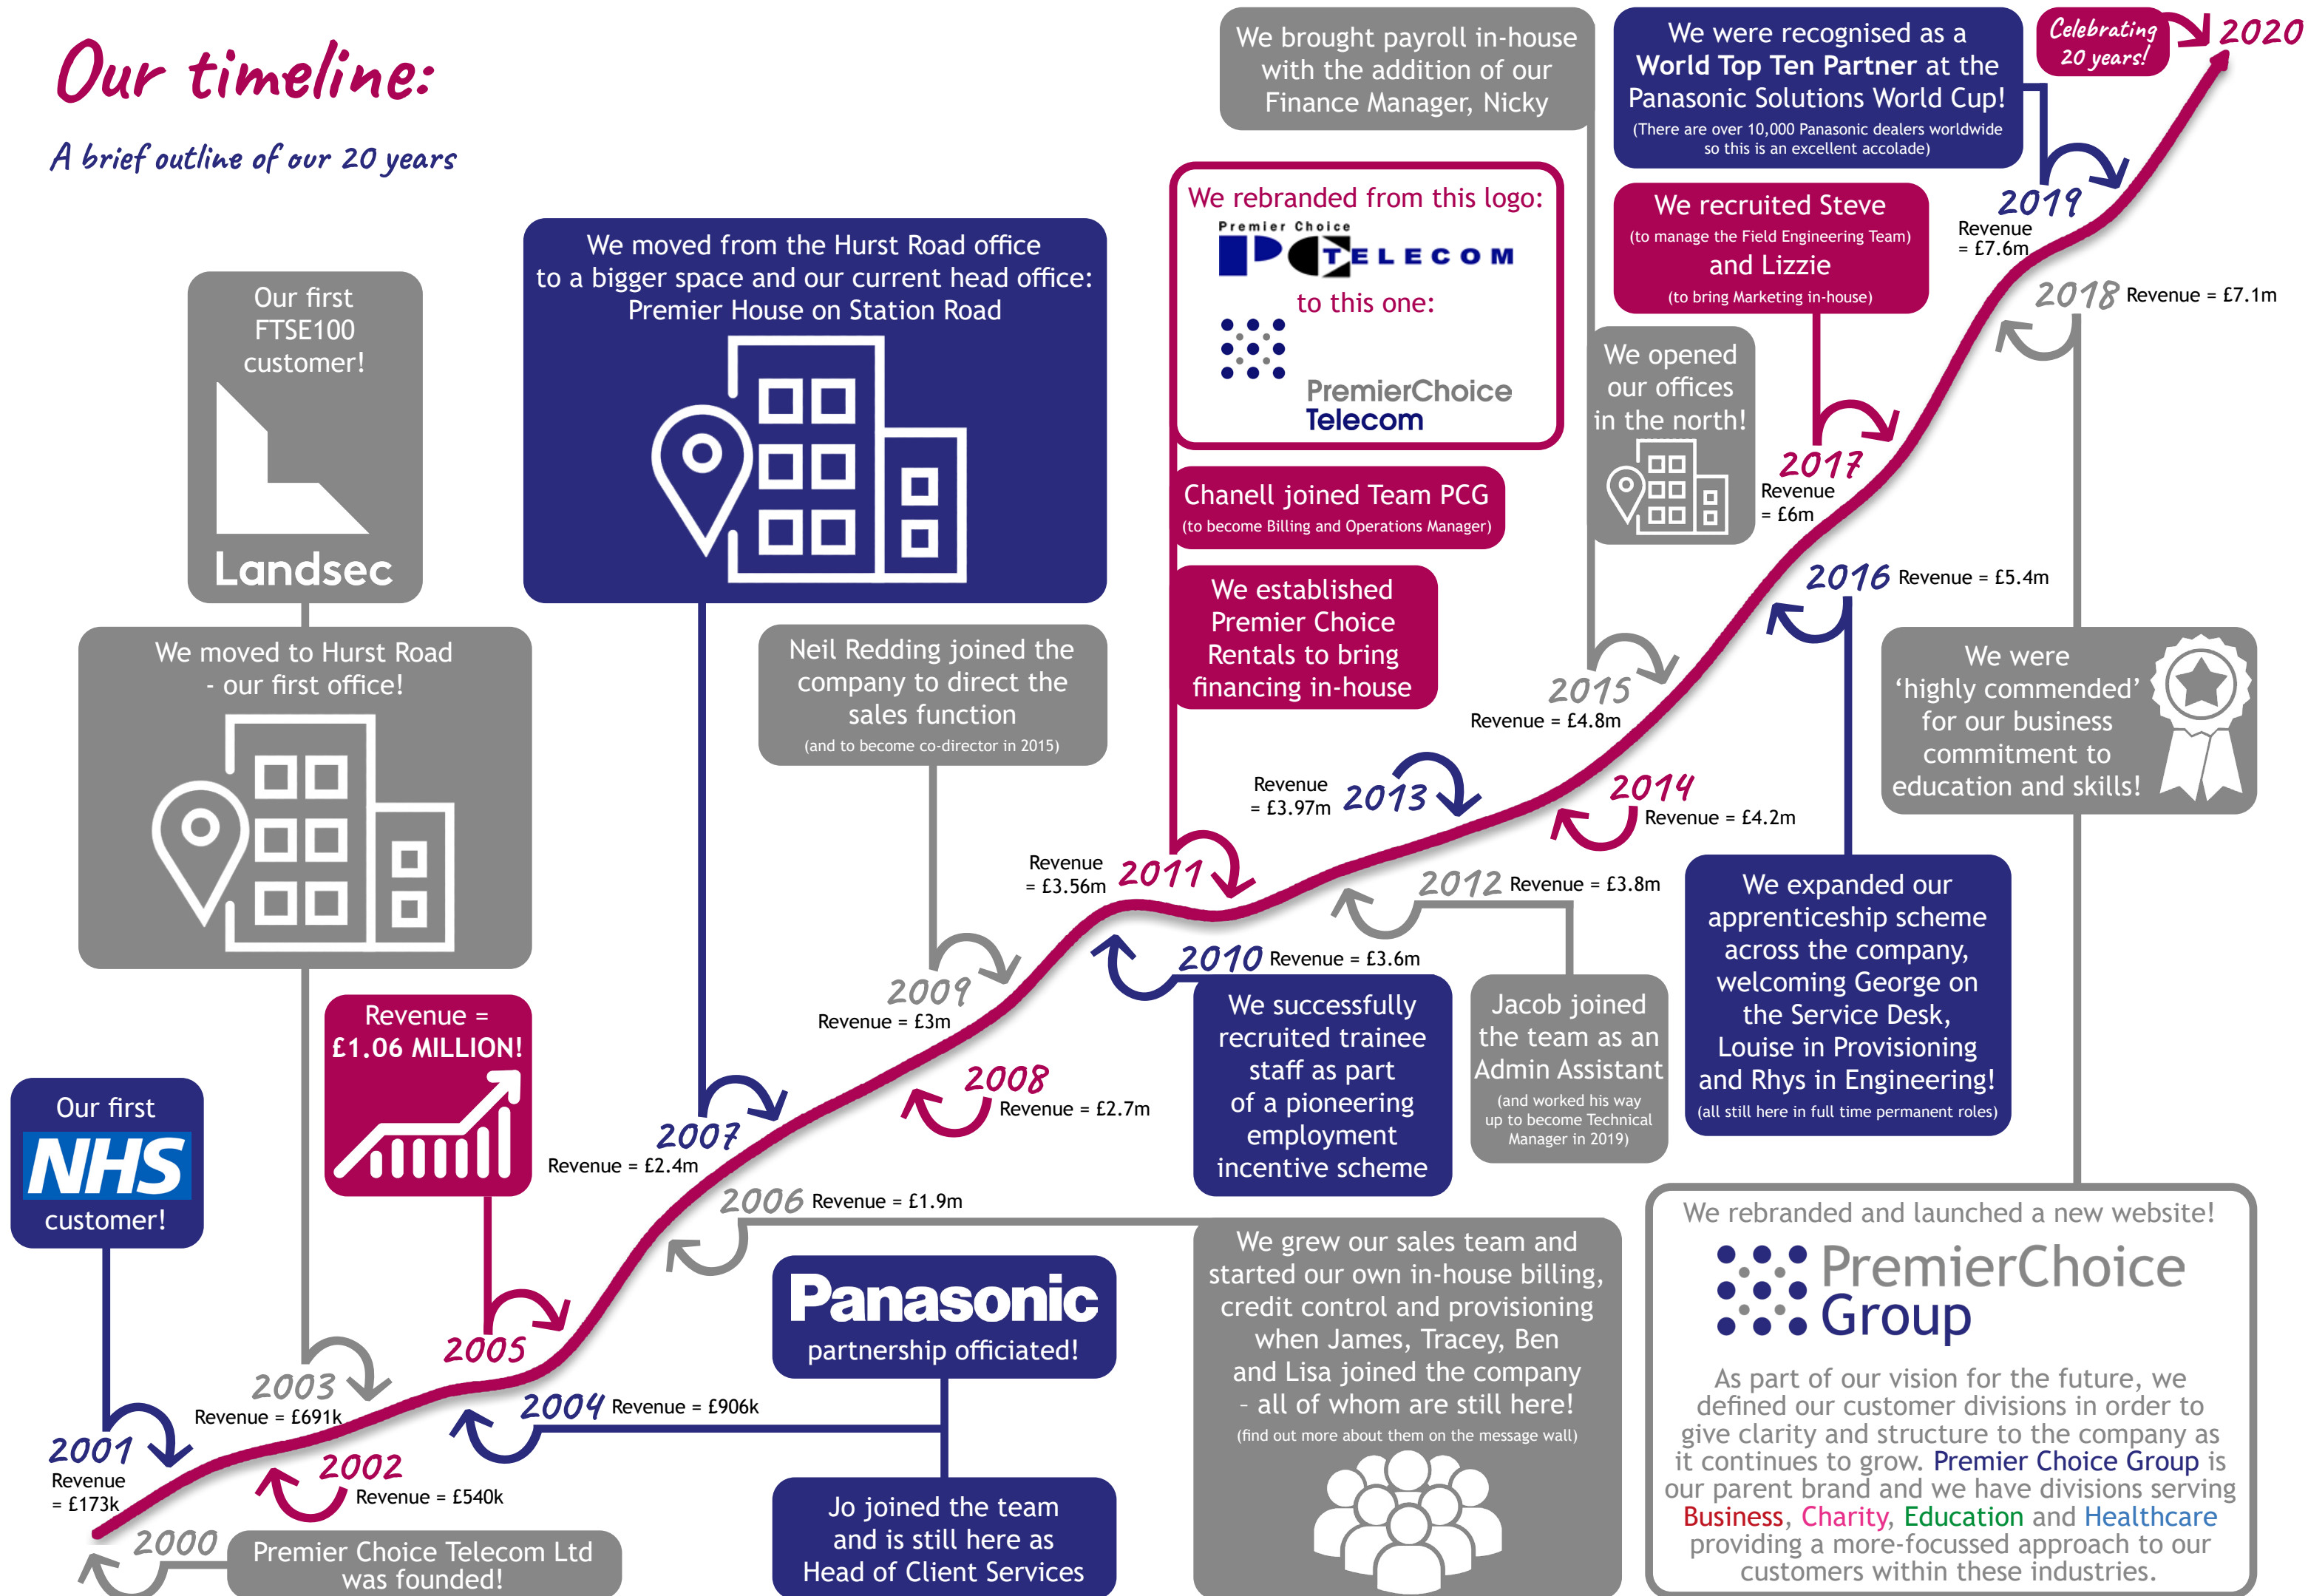 Our timeline:
A brief outline of our 20 years
Our first
NHS
customer!
2001
Revenue
= £173k
2000
Premier Choice Telecom Ltd
was founded!
Our first
FTSE100
customer!
Landsec
We moved to Hurst Road
- our first office!
2003
Revenue = £691k
2002
Revenue = £540k
Revenue =
£1.06 MILLION!
2005
2004 Revenue = £906k
Panasonic
partnership officiated!
Jo joined the team
and is still here as
Head of Client Services
We moved from the Hurst Road office
to a bigger space and our current head office:
Premier House on Station Road
2007
Revenue = £2.4m
2006 Revenue = £1.9m
We grew our sales team and
started our own in-house billing,
credit control and provisioning
when James, Tracey, Ben
and Lisa joined the company
– all of whom are still here!
(find out more about them on the message wall)
Neil Redding joined the
company to direct the
sales function
(and to become co-director in 2015)
2009
Revenue = £3m
2008
Revenue = £2.7m
We rebranded from this logo:
Premier Choice
PC TELECOM
to this one:
PremierChoice
Telecom
Chanell joined Team PCG
(to become Billing and Operations Manager)
We established
Premier Choice
Rentals to bring
financing in-house
Revenue
= £3.56m
2011
2010 Revenue = £3.6m
We successfully
recruited trainee
staff as part
of a pioneering
employment
incentive scheme
Revenue
= £3.97m
2013
2012 Revenue = £3.8m
Jacob joined
the team as an
Admin Assistant
(and worked his way
up to become Technical
Manager in 2019)
We brought payroll in-house
with the addition of our
Finance Manager, Nicky
We opened
our offices
in the north!
2015
Revenue = £4.8m
2014
Revenue = £4.2m
We recruited Steve
(to manage the Field Engineering Team)
and Lizzie
(to bring Marketing in-house)
2017
Revenue
= £6m
2016 Revenue = £5.4m
We expanded our
apprenticeship scheme
across the company,
welcoming George on
the Service Desk,
Louise in Provisioning
and Rhys in Engineering!
(all still here in full time permanent roles)
We were recognised as a
World Top Ten Partner at the
Panasonic Solutions World Cup!
(There are over 10,000 Panasonic dealers worldwide
so this is an excellent accolade)
2019
Revenue
= £7.6m
2018 Revenue = £7.1m
We were
‘highly commended’
for our business
commitment to
education and skills!
We rebranded and launched a new website!
PremierChoice
Group
As part of our vision for the future, we
defined our customer divisions in order to
give clarity and structure to the company as
it continues to grow. Premier Choice Group is
our parent brand and we have divisions serving
Business, Charity, Education and Healthcare
providing a more-focussed approach to our
customers within these industries.
Celebrating
20 years!
2020